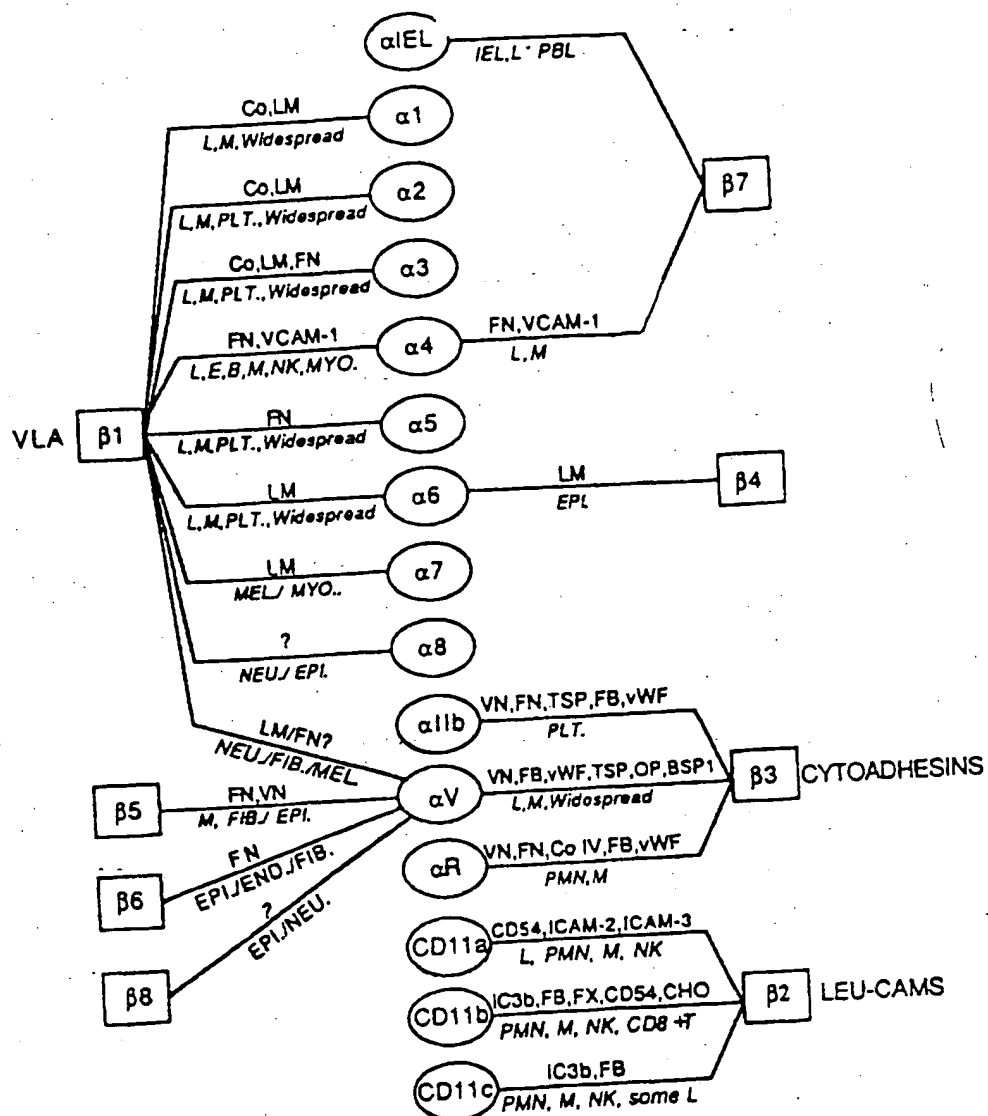 αIEL
IEL,L· PBL
Co,LM
L,M,Widespread
α1
β7
Co,LM
L,M,PLT.,Widespread
α2
Co,LM,FN
L,M,PLT.,Widespread
α3
FN,VCAM-1
L,E,B,M,NK,MYO.
α4
FN,VCAM-1
L,M
VLA
β1
FN
L,M,PLT.,Widespread
α5
LM
L,M,PLT.,Widespread
α6
LM
EPI.
β4
LM
MEL./ MYO..
α7
?
NEU./ EPI.
α8
αIIb
VN,FN,TSP,FB,vWF
PLT.
LM/FN?
NEU./FIB./MEL.
αV
VN,FB,vWF,TSP,OP,BSP1
L,M,Widespread
β3
CYTOADHESINS
β5
FN,VN
M, FIB./ EPI.
αR
VN,FN,Co IV,FB,vWF
PMN,M
β6
FN
EPI./END./FIB.
β8
?
EPI./NEU.
CD11a
CD54,ICAM-2,ICAM-3
L, PMN, M, NK
CD11b
IC3b,FB,FX,CD54,CHO
PMN, M, NK, CD8 +T
β2
LEU-CAMS
CD11c
IC3b,FB
PMN, M, NK, some L